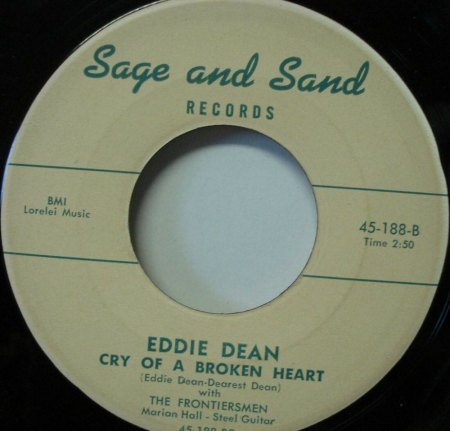 Sage and Sand
RECORDS
BMI
Lorelei Music
45-188-B
Time 2:50
EDDIE DEAN
CRY OF A BROKEN HEART
(Eddie Dean-Dearest Dean)
with
THE FRONTIERSMEN
Marian Hall - Steel Guitar